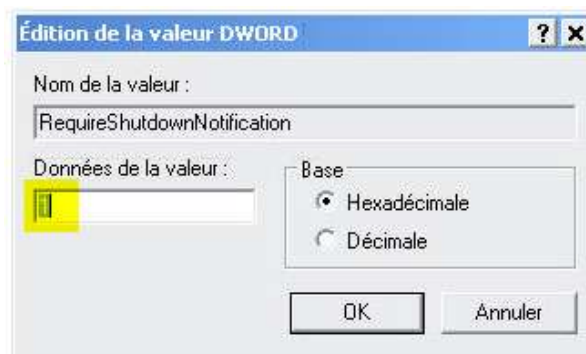 Édition de la valeur DWORD
Nom de la valeur :
RequireShutdownNotification
Données de la valeur :
Base
Hexadécimale
Décimale
OK
Annuler